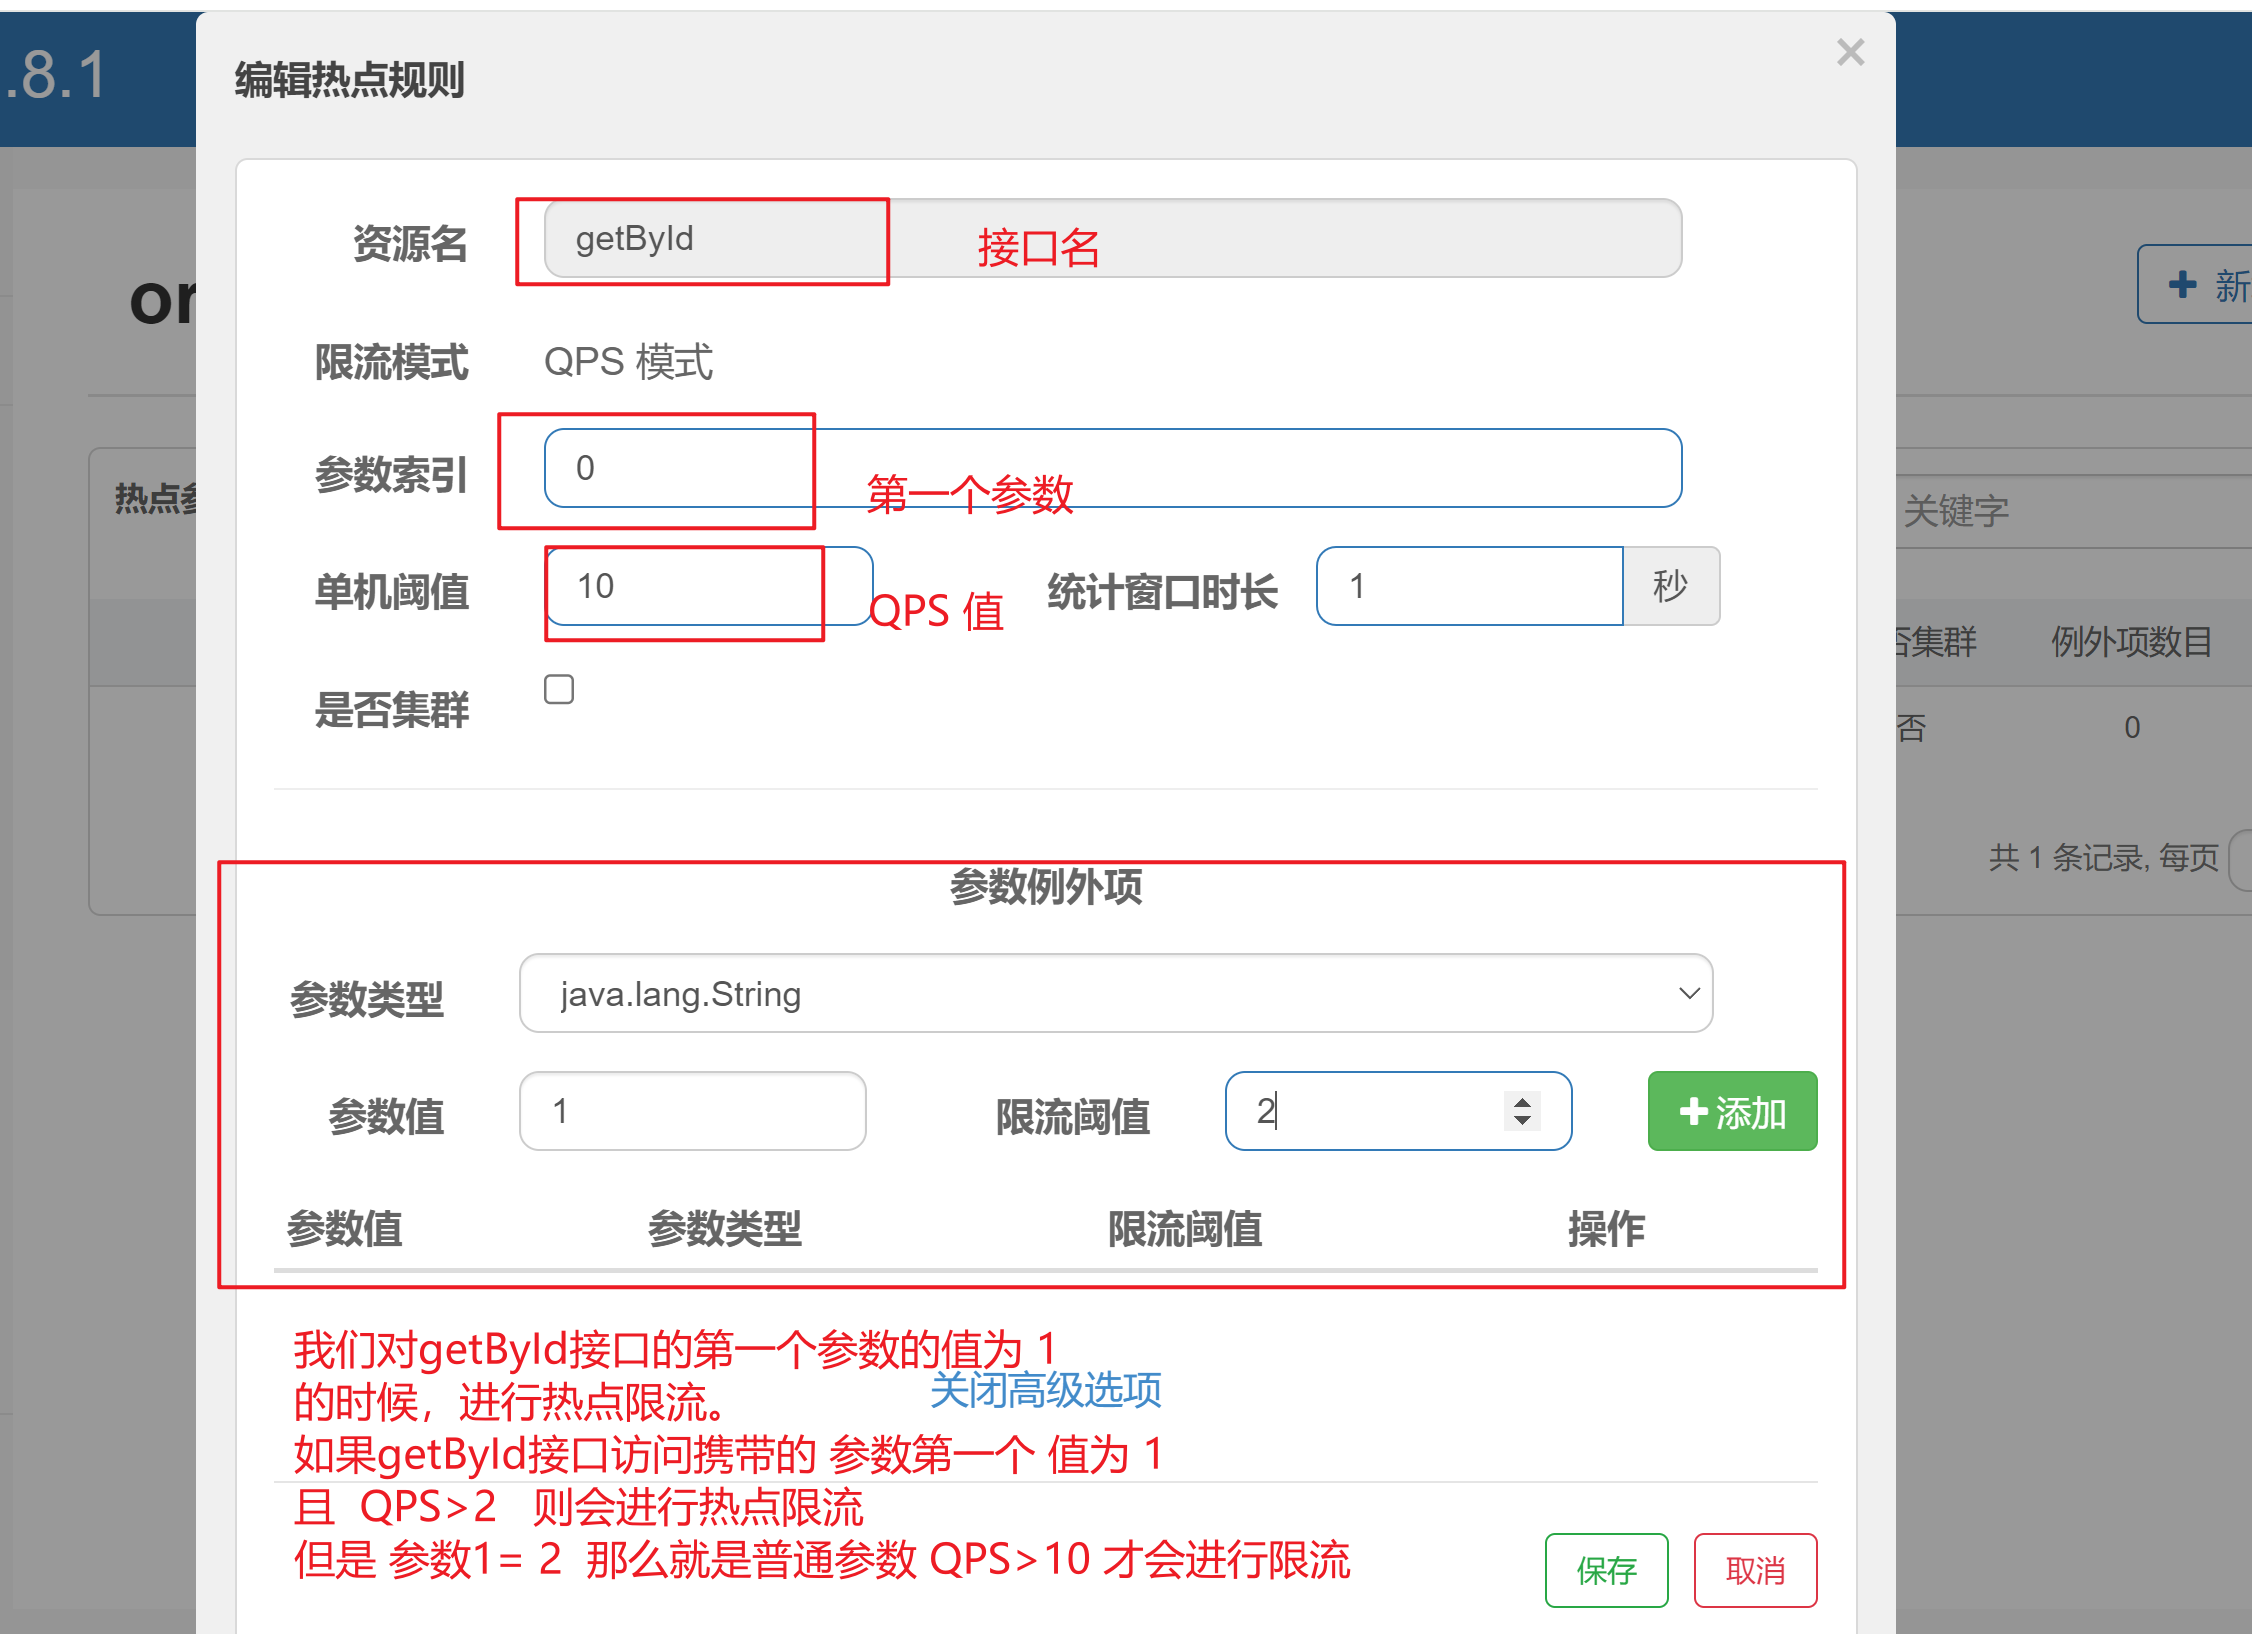 .8.1
编辑热点规则
×
资源名 getById 接口名
限流模式 QPS 模式
参数索引 0 第一个参数
单机阈值 10 QPS 值 统计窗口时长 1 秒
是否集群
参数例外项
参数类型 java.lang.String
参数值 1 限流阈值 2 添加
参数值 参数类型 限流阈值 操作
我们对getById接口的第一个参数的值为 1
的时候，进行热点限流。
关闭高级选项
如果getById接口访问携带的 参数第一个 值为 1
且 QPS>2 则会进行热点限流
但是 参数1= 2 那么就是普通参数 QPS>10 才会进行限流
保存 取消
or
新
热点参
关键字
否集群 例外项数目
否 0
共 1 条记录, 每页